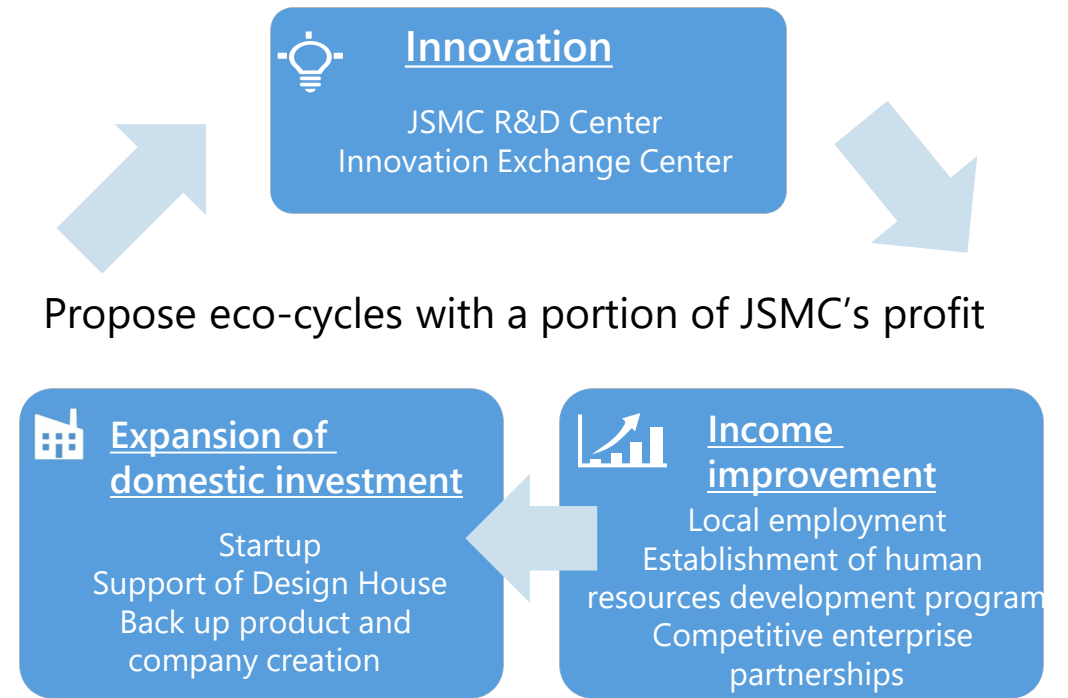 Innovation
JSMC R&D Center
Innovation Exchange Center
Propose eco-cycles with a portion of JSMC’s profit
Expansion of
domestic investment
Startup
Support of Design House
Back up product and
company creation
Income
improvement
Local employment
Establishment of human
resources development program
Competitive enterprise
partnerships